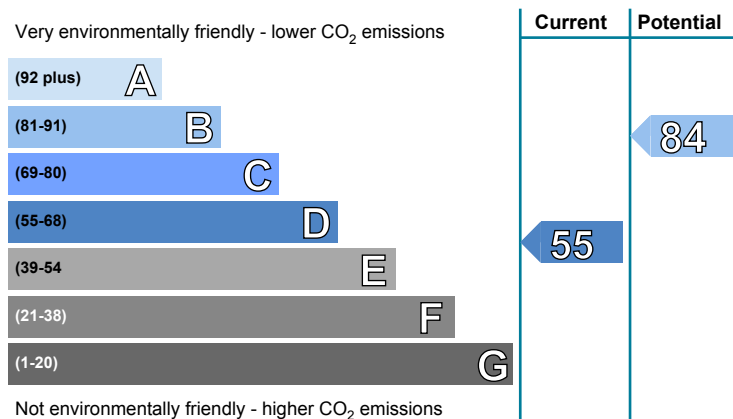 Very environmentally friendly - lower CO₂ emissions
Current
Potential
(92 plus) A
(81-91) B
84
(69-80) C
(55-68) D
55
(39-54 E
(21-38) F
(1-20) G
Not environmentally friendly - higher CO₂ emissions